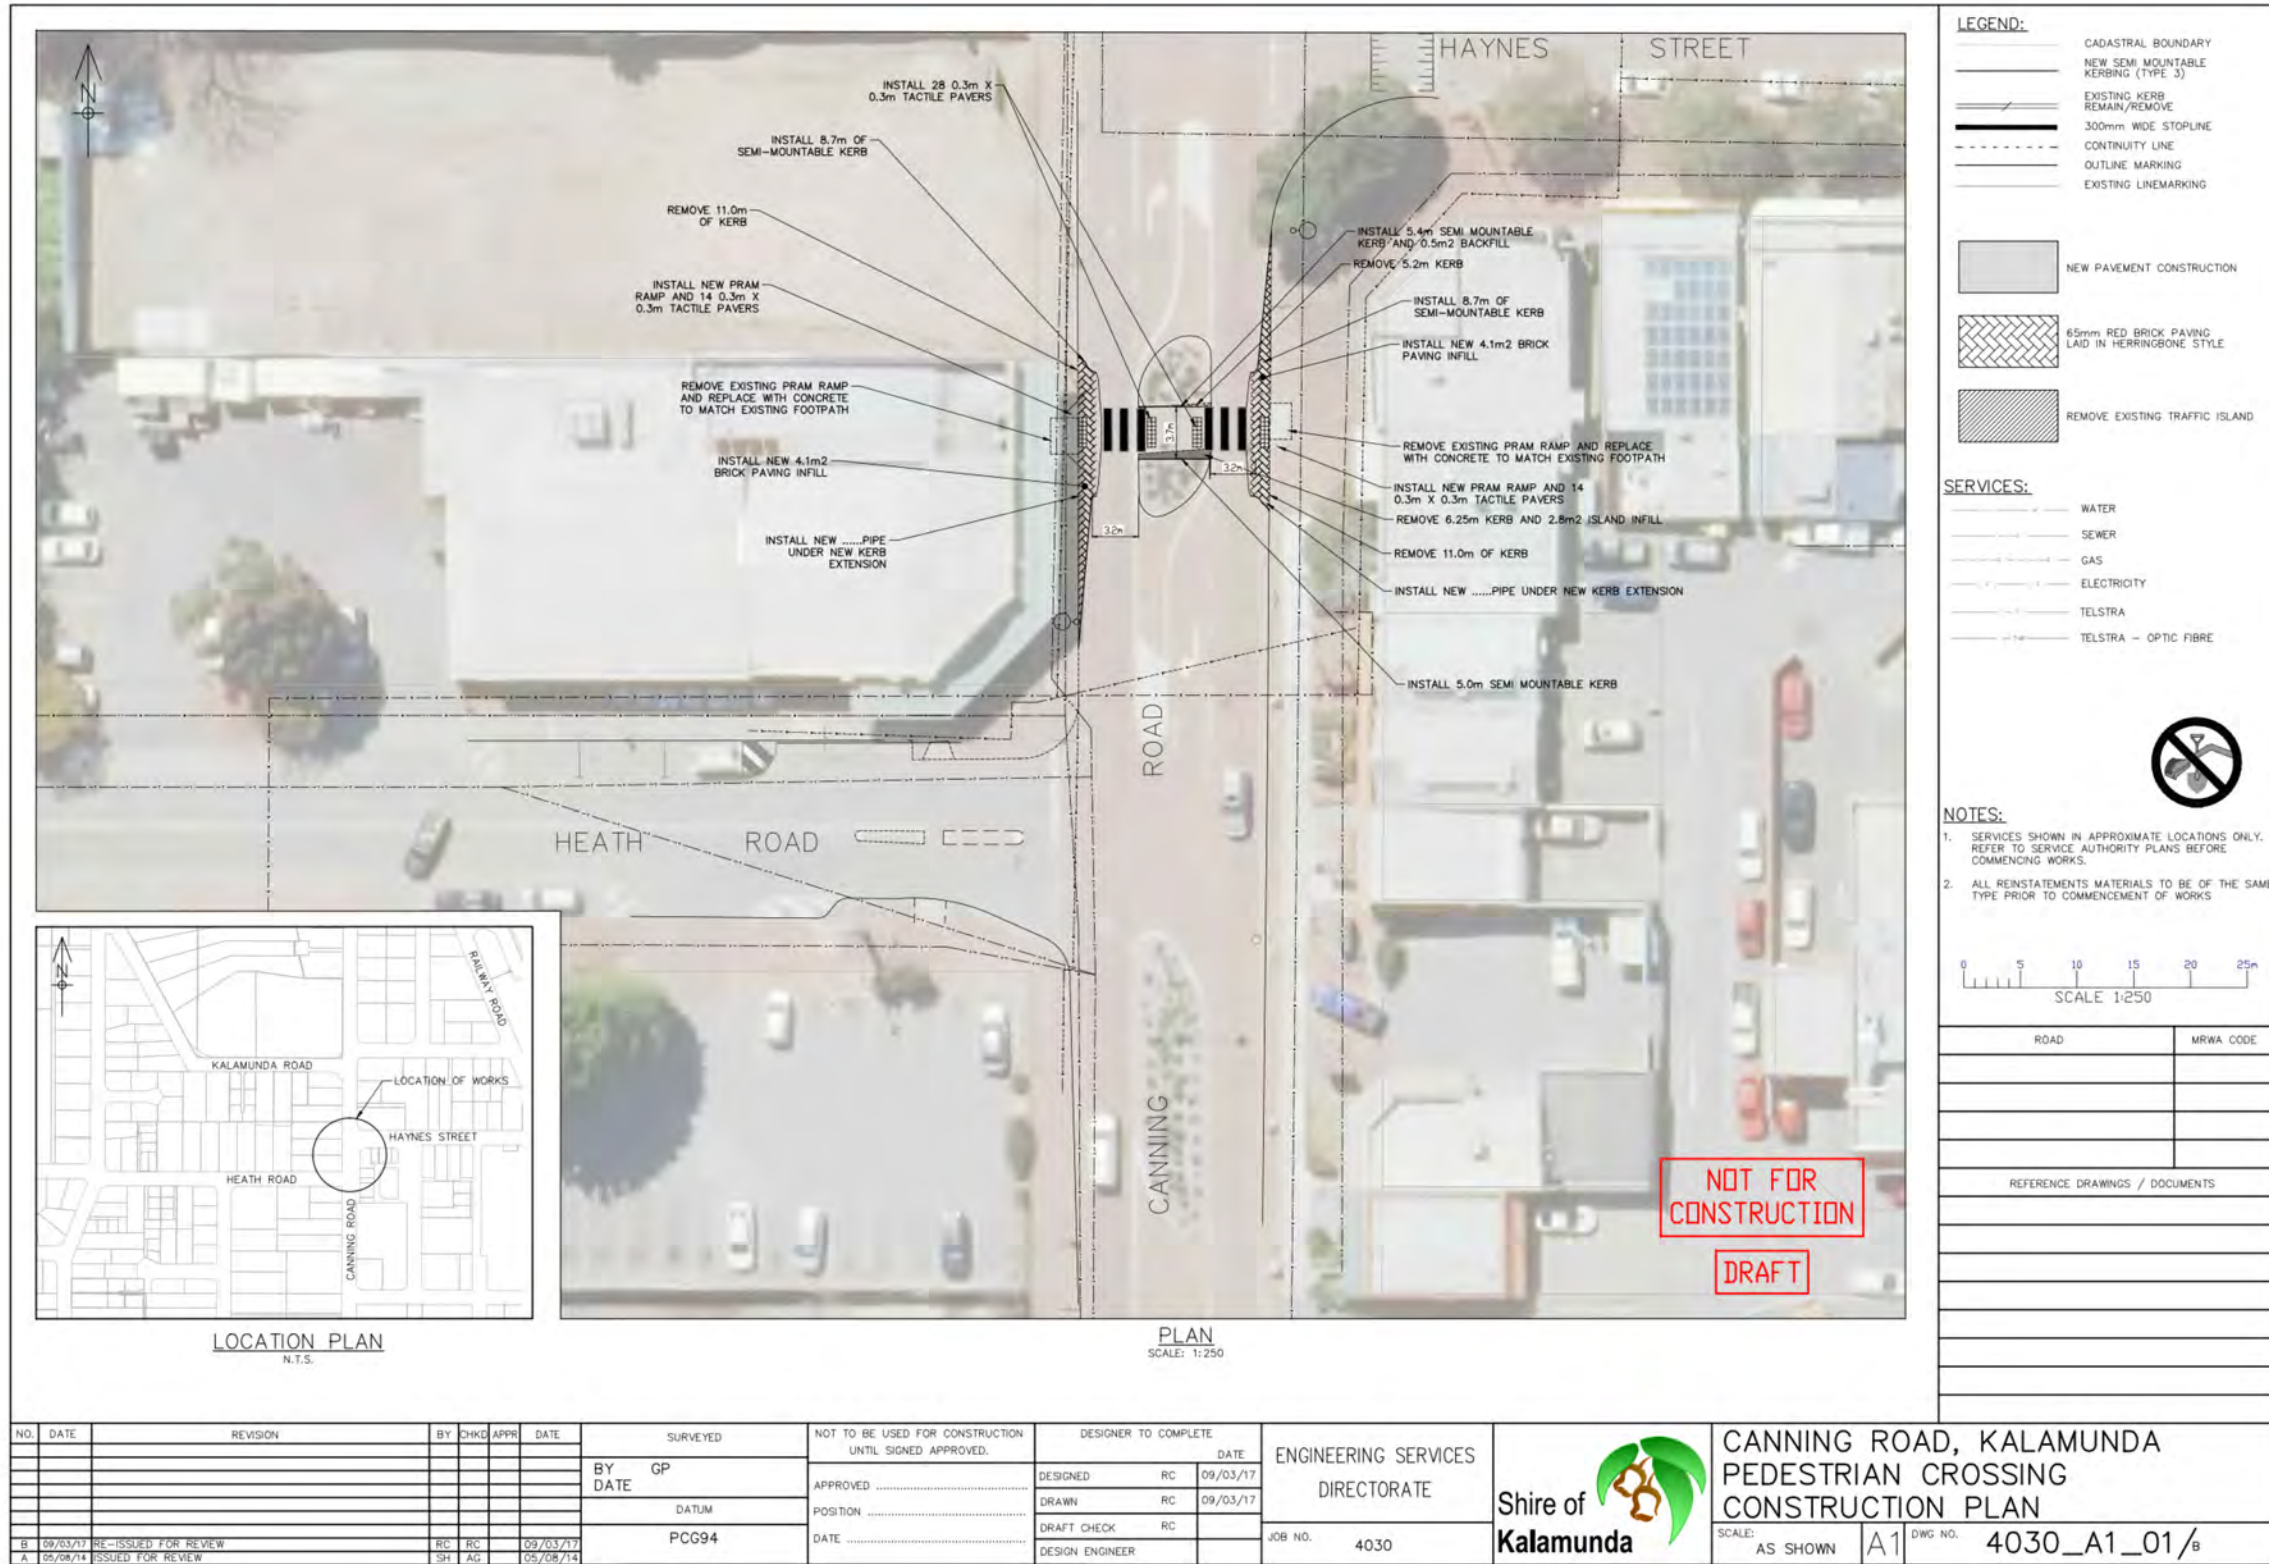 HAYNES STREET
N
INSTALL 28 0.3m X
0.3m TACTILE PAVERS
INSTALL 8.7m OF
SEMI-MOUNTABLE KERB
REMOVE 11.0m
OF KERB
INSTALL NEW PRAM
RAMP AND 14 0.3m X
0.3m TACTILE PAVERS
REMOVE EXISTING PRAM RAMP
AND REPLACE WITH CONCRETE
TO MATCH EXISTING FOOTPATH
INSTALL NEW 4.1m2
BRICK PAVING INFILL
INSTALL NEW ......PIPE
UNDER NEW KERB
EXTENSION
INSTALL 5.4m SEMI MOUNTABLE
KERB AND 0.5m2 BACKFILL
REMOVE 5.2m KERB
INSTALL 8.7m OF
SEMI-MOUNTABLE KERB
INSTALL NEW 4.1m2 BRICK
PAVING INFILL
REMOVE EXISTING PRAM RAMP AND REPLACE
WITH CONCRETE TO MATCH EXISTING FOOTPATH
INSTALL NEW PRAM RAMP AND 14
0.3m X 0.3m TACTILE PAVERS
REMOVE 6.25m KERB AND 2.8m2 ISLAND INFILL
REMOVE 11.0m OF KERB
INSTALL NEW ......PIPE UNDER NEW KERB EXTENSION
INSTALL 5.0m SEMI MOUNTABLE KERB
3.7m
3.2m
3.2m
HEATH ROAD
CANNING ROAD
NOT FOR
CONSTRUCTION
DRAFT
N
RAILWAY ROAD
KALAMUNDA ROAD
LOCATION OF WORKS
HAYNES STREET
HEATH ROAD
CANNING ROAD
LOCATION PLAN
N.T.S.
PLAN
SCALE: 1:250
LEGEND:
CADASTRAL BOUNDARY
NEW SEMI MOUNTABLE
KERBING (TYPE 3)
EXISTING KERB
REMAIN/REMOVE
300mm WIDE STOPLINE
CONTINUITY LINE
OUTLINE MARKING
EXISTING LINEMARKING
NEW PAVEMENT CONSTRUCTION
65mm RED BRICK PAVING
LAID IN HERRINGBONE STYLE
REMOVE EXISTING TRAFFIC ISLAND
SERVICES:
WATER
SEWER
GAS
ELECTRICITY
TELSTRA
TELSTRA - OPTIC FIBRE
NOTES:
1. SERVICES SHOWN IN APPROXIMATE LOCATIONS ONLY.
REFER TO SERVICE AUTHORITY PLANS BEFORE
COMMENCING WORKS.
2. ALL REINSTATEMENTS MATERIALS TO BE OF THE SAME
TYPE PRIOR TO COMMENCEMENT OF WORKS
0 5 10 15 20 25m
SCALE 1:250
ROAD MRWA CODE
REFERENCE DRAWINGS / DOCUMENTS
NO. DATE REVISION BY CHKD APPR DATE
B 09/03/17 RE-ISSUED FOR REVIEW RC RC 09/03/17
A 05/08/14 ISSUED FOR REVIEW SH AG 05/08/14
SURVEYED
BY GP
DATE
DATUM
PCG94
NOT TO BE USED FOR CONSTRUCTION
UNTIL SIGNED APPROVED.
APPROVED
POSITION
DATE
DESIGNER TO COMPLETE
DATE
DESIGNED RC 09/03/17
DRAWN RC 09/03/17
DRAFT CHECK RC
DESIGN ENGINEER
ENGINEERING SERVICES
DIRECTORATE
JOB NO. 4030
Shire of
Kalamunda
CANNING ROAD, KALAMUNDA
PEDESTRIAN CROSSING
CONSTRUCTION PLAN
SCALE: AS SHOWN
A1
DWG NO. 4030_A1_01/B